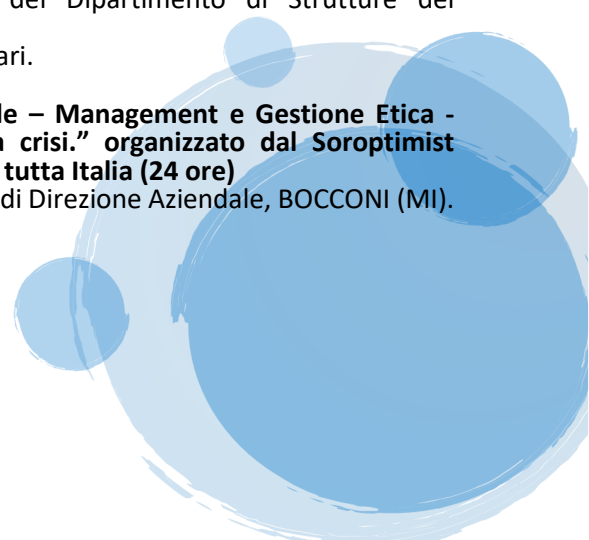 del Dipartimento di Strutture del
ari.
le – Management e Gestione Etica -
crisi.” organizzato dal Soroptimist
tutta Italia (24 ore)
di Direzione Aziendale, BOCCONI (MI).